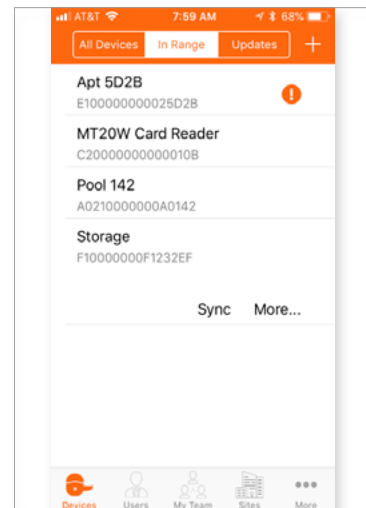 AT&T 7:59 AM 68%
All Devices In Range Updates +
Apt 5D2B
E100000000025D2B
MT20W Card Reader
C20000000000010B
Pool 142
A0210000000A0142
Storage
F10000000F1232EF
Sync More...
Devices Users My Team Sites More